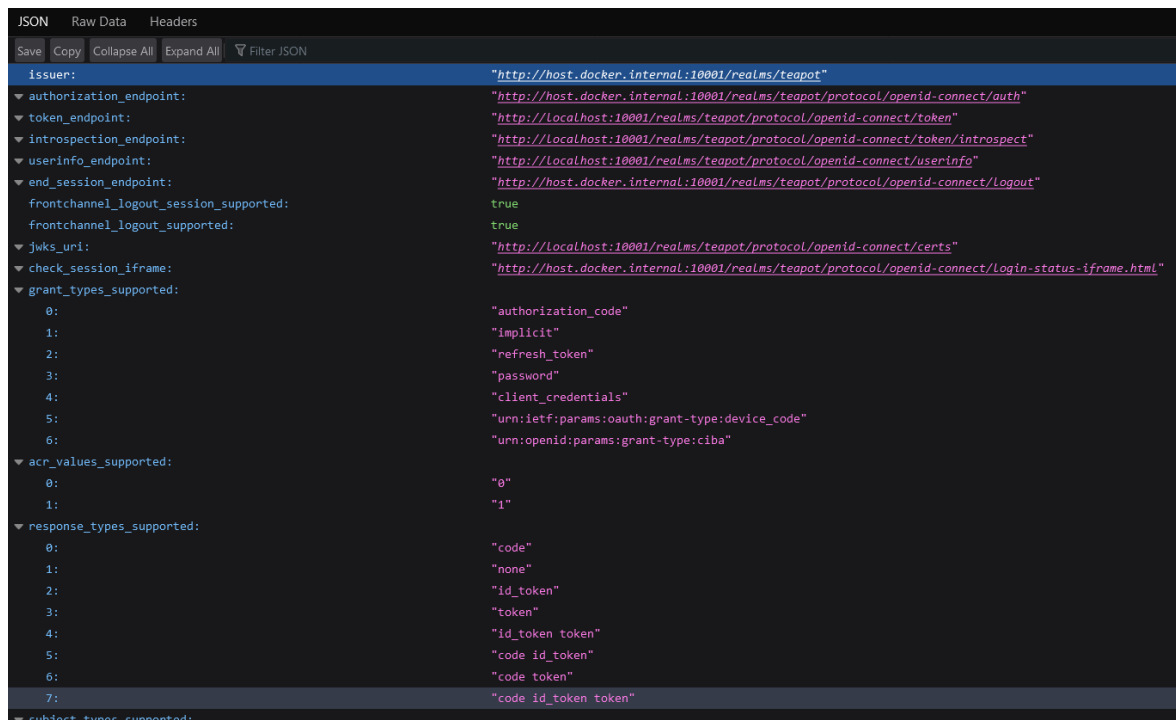 JSON Raw Data Headers
Save Copy Collapse All Expand All Filter JSON
issuer: "http://host.docker.internal:10001/realms/teapot"
authorization_endpoint: "http://host.docker.internal:10001/realms/teapot/protocol/openid-connect/auth"
token_endpoint: "http://localhost:10001/realms/teapot/protocol/openid-connect/token"
introspection_endpoint: "http://localhost:10001/realms/teapot/protocol/openid-connect/token/introspect"
userinfo_endpoint: "http://localhost:10001/realms/teapot/protocol/openid-connect/userinfo"
end_session_endpoint: "http://host.docker.internal:10001/realms/teapot/protocol/openid-connect/logout"
frontchannel_logout_session_supported: true
frontchannel_logout_supported: true
jwks_uri: "http://localhost:10001/realms/teapot/protocol/openid-connect/certs"
check_session_iframe: "http://host.docker.internal:10001/realms/teapot/protocol/openid-connect/login-status-iframe.html"
grant_types_supported:
0: "authorization_code"
1: "implicit"
2: "refresh_token"
3: "password"
4: "client_credentials"
5: "urn:ietf:params:oauth:grant-type:device_code"
6: "urn:openid:params:grant-type:ciba"
acr_values_supported:
0: "0"
1: "1"
response_types_supported:
0: "code"
1: "none"
2: "id_token"
3: "token"
4: "id_token token"
5: "code id_token"
6: "code token"
7: "code id_token token"
subject_types_supported: